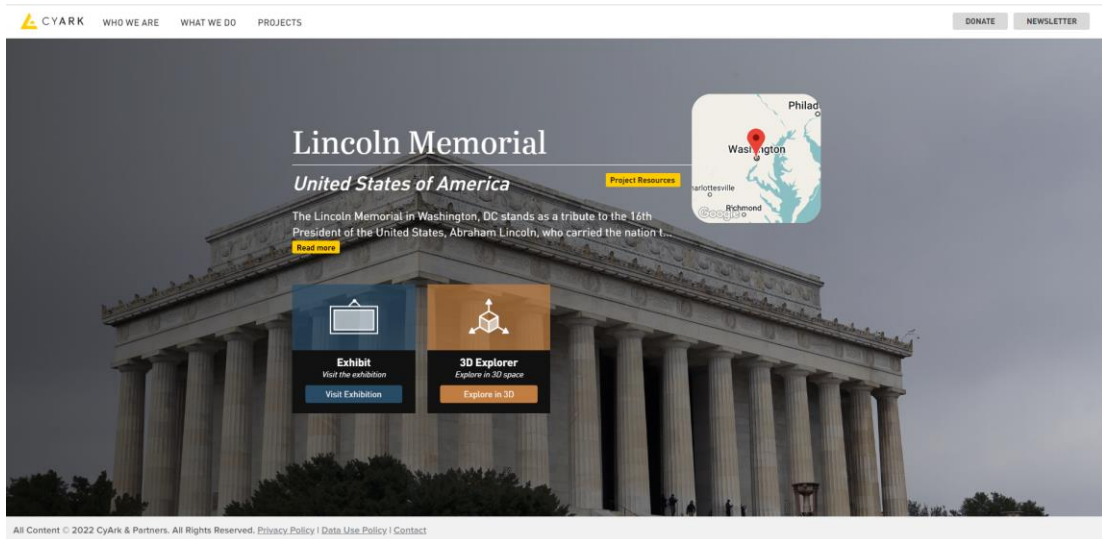 CYARK WHO WE ARE WHAT WE DO PROJECTS DONATE NEWSLETTER
Lincoln Memorial
United States of America
Project Resources
The Lincoln Memorial in Washington, DC stands as a tribute to the 16th
President of the United States, Abraham Lincoln, who carried the nation t...
Read more
Philad
Washington
harlottesville
Richmond
Google
Exhibit
Visit the exhibition
Visit Exhibition
3D Explorer
Explore in 3D space
Explore in 3D
All Content © 2022 CyArk & Partners. All Rights Reserved. Privacy Policy | Data Use Policy | Contact